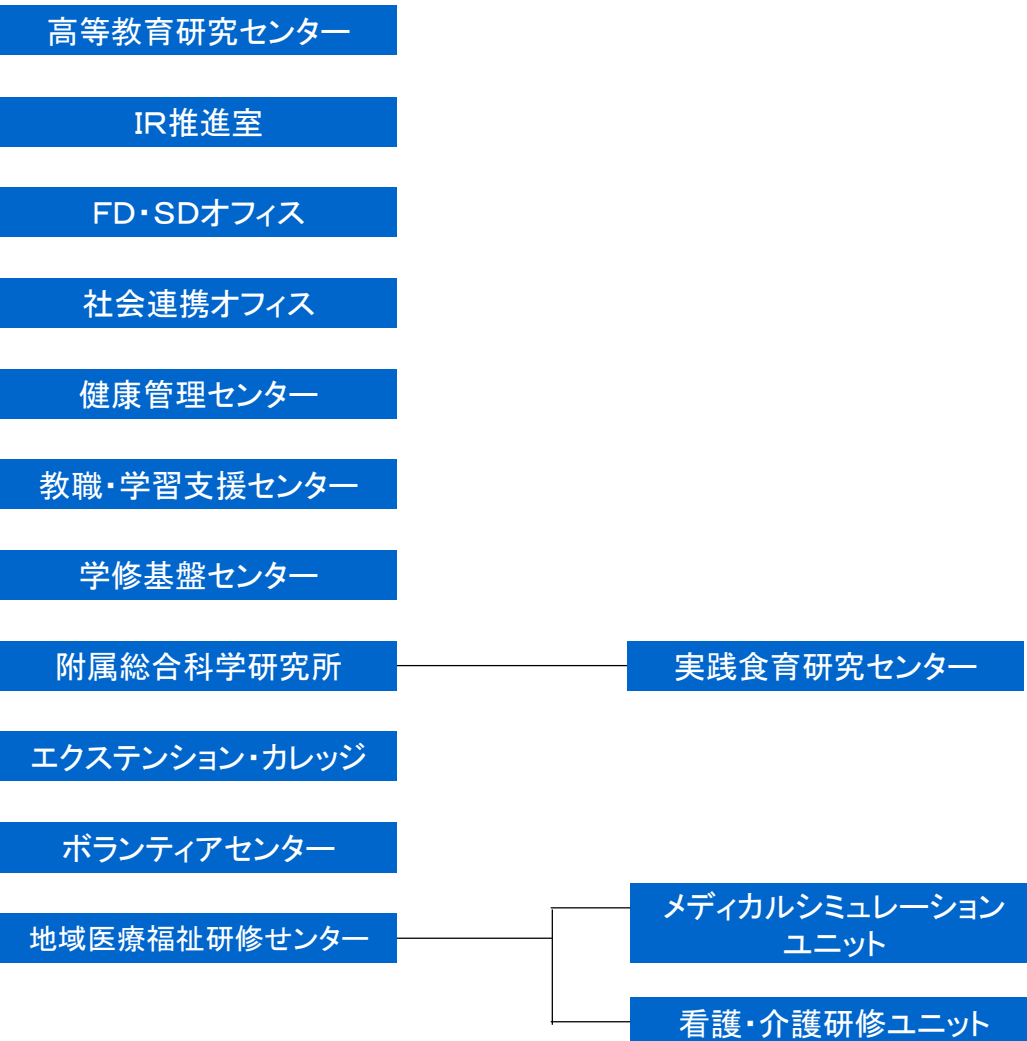 高等教育研究センター
IR推進室
FD・SDオフィス
社会連携オフィス
健康管理センター
教職・学習支援センター
学修基盤センター
附属総合科学研究所
実践食育研究センター
エクステンション・カレッジ
ボランティアセンター
地域医療福祉研修センター
メディカルシミュレーション
ユニット
看護・介護研修ユニット